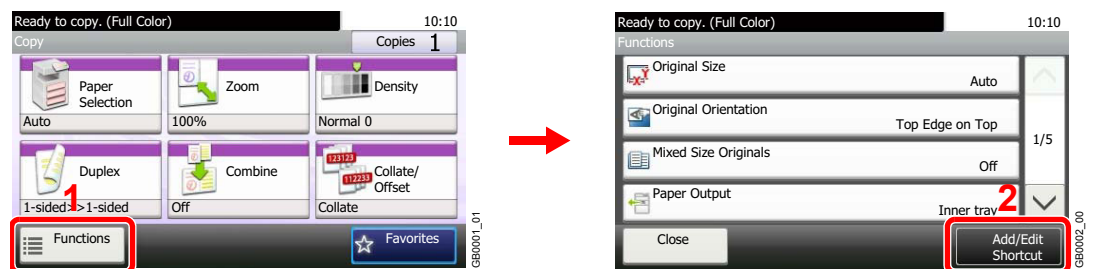 Ready to copy. (Full Color)
10:10
Copy
Copies 1
Paper
Selection
Auto
Zoom
100%
Density
Normal 0
Duplex
1-sided>>1-sided
Combine
Off
Collate/
Offset
Collate
1
Functions
Favorites
GB0001_01
Ready to copy. (Full Color)
10:10
Functions
Original Size
Auto
Original Orientation
Top Edge on Top
Mixed Size Originals
Off
Paper Output
Inner tray
1/5
2
Close
Add/Edit
Shortcut
GB0002_00
123123
112233